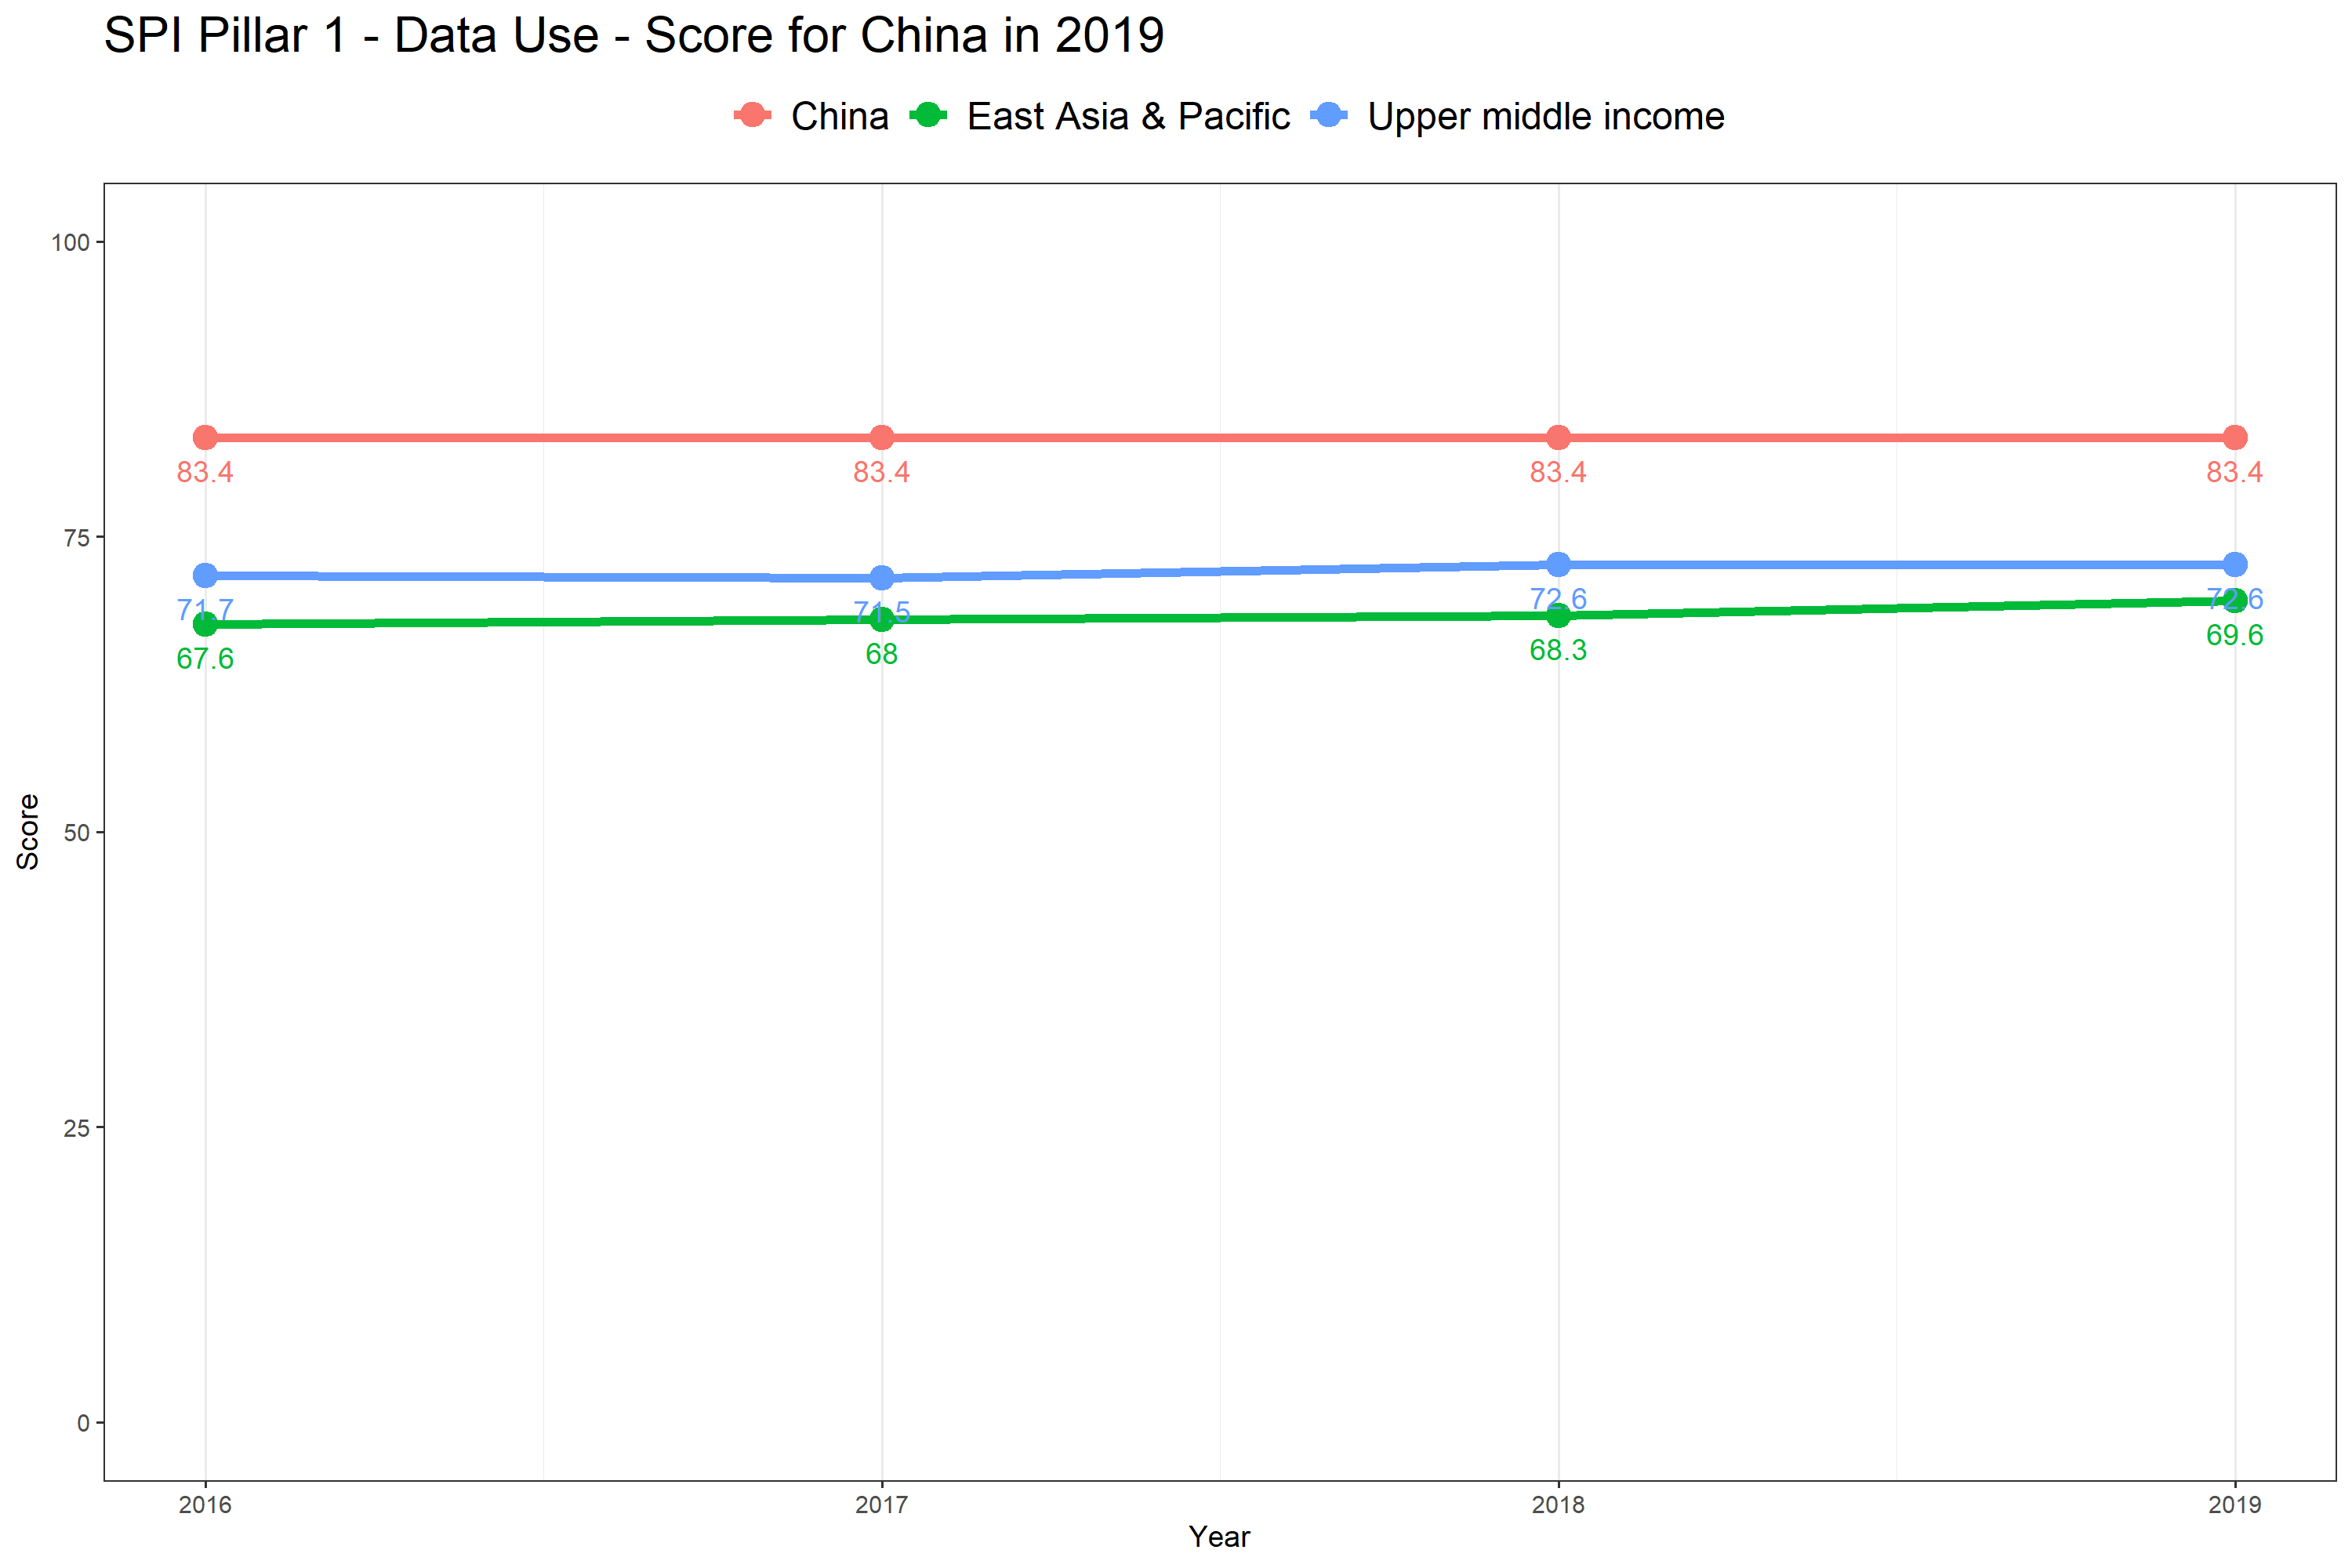 SPI Pillar 1 - Data Use - Score for China in 2019
China East Asia & Pacific Upper middle income
100
75
50
25
0
Score
83.4 83.4 83.4 83.4
71.7 71.5 72.6 72.6
67.6 68 68.3 69.6
2016 2017 2018 2019
Year